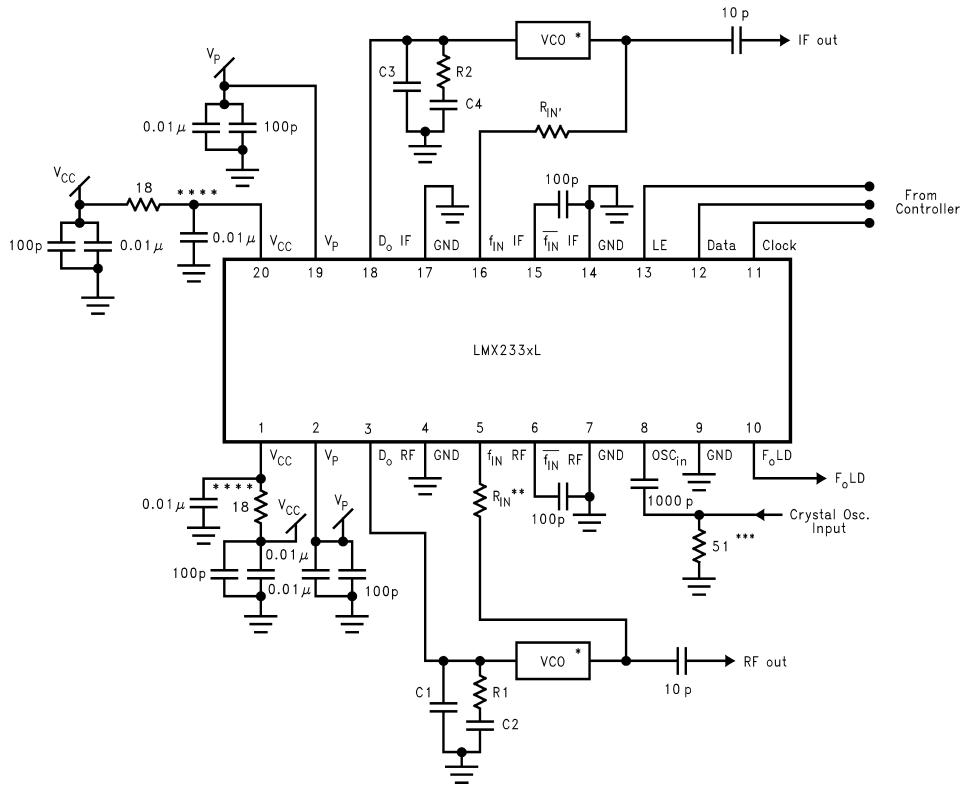 10 p
VCO *
IF out
V_P
C3
R2
C4
0.01 μ
100p
R_IN'
V_CC
18
* * * *
100p
From
Controller
100p
0.01 μ
0.01 μ
V_CC
V_P
D_o IF
GND
f_IN IF
f̅_IN̅ IF
GND
LE
Data
Clock
20
19
18
17
16
15
14
13
12
11
LMX233xL
1
2
3
4
5
6
7
8
9
10
V_CC
V_P
D_o RF
GND
f_IN RF
f̅_IN̅ RF
GND
OSC_in
GND
F_oLD
F_oLD
* * * *
0.01 μ
18
V_CC
V_P
R_IN**
100p
1000 p
Crystal Osc.
Input
51 ***
0.01 μ
100p
0.01 μ
100p
VCO *
RF out
10 p
C1
R1
C2